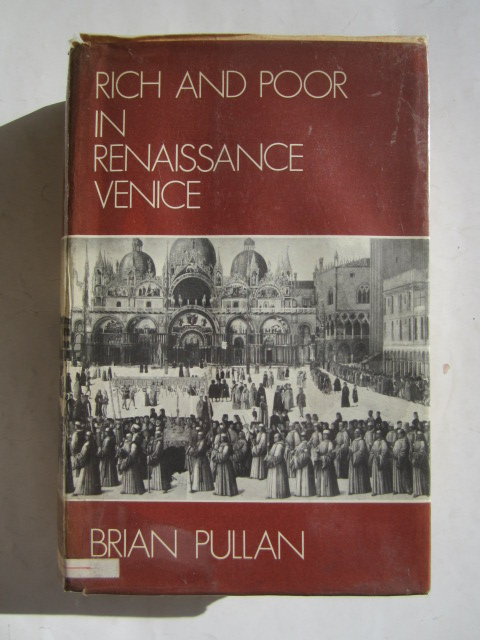 RICH AND POOR
IN
RENAISSANCE
VENICE
BRIAN PULLAN